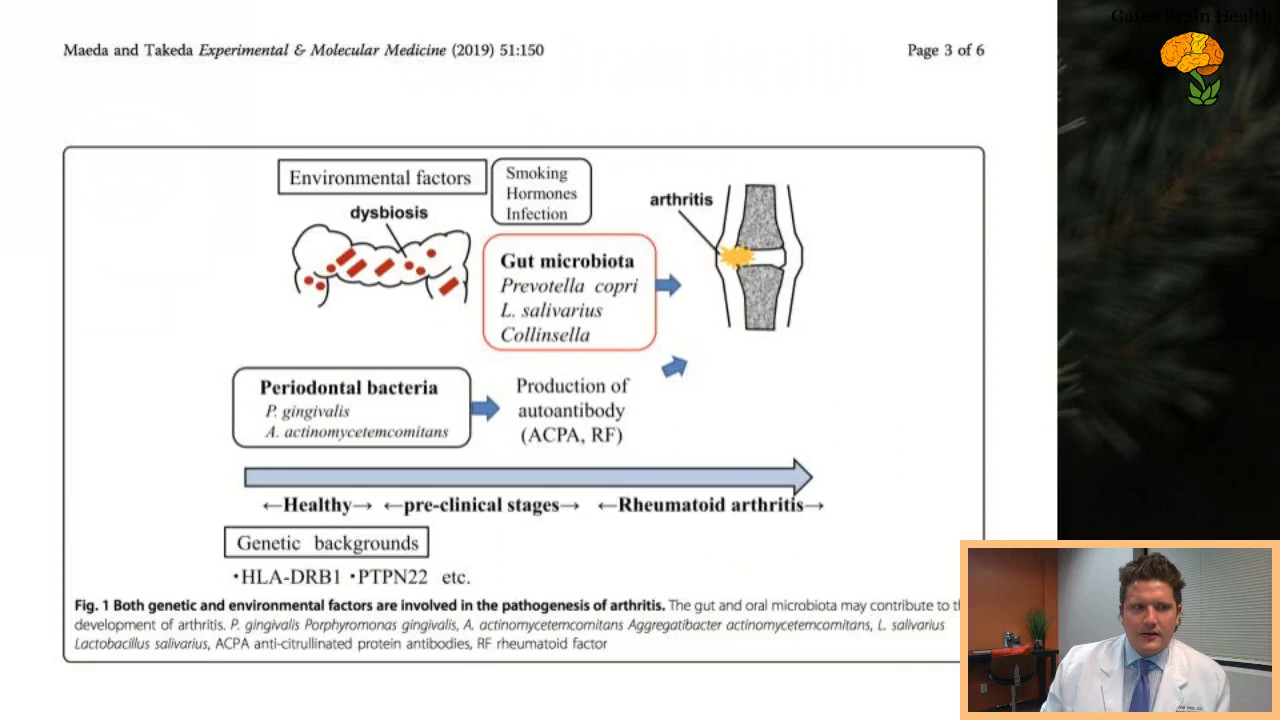 Gates Brain Health
Maeda and Takeda Experimental & Molecular Medicine (2019) 51:150
Page 3 of 6
Environmental factors
Smoking
Hormones
Infection
dysbiosis
arthritis
Gut microbiota
Prevotella copri
L. salivarius
Collinsella
Periodontal bacteria
P. gingivalis
A. actinomycetemcomitans
Production of
autoantibody
(ACPA, RF)
←Healthy→ ←pre-clinical stages→ ←Rheumatoid arthritis→
Genetic backgrounds
・HLA-DRB1 ・PTPN22 etc.
Fig. 1 Both genetic and environmental factors are involved in the pathogenesis of arthritis. The gut and oral microbiota may contribute to
development of arthritis. P. gingivalis Porphyromonas gingivalis, A. actinomycetemcomitans Aggregatibacter actinomycetemcomitans, L. salivarius
Lactobacillus salivarius, ACPA anti-citrullinated protein antibodies, RF rheumatoid factor